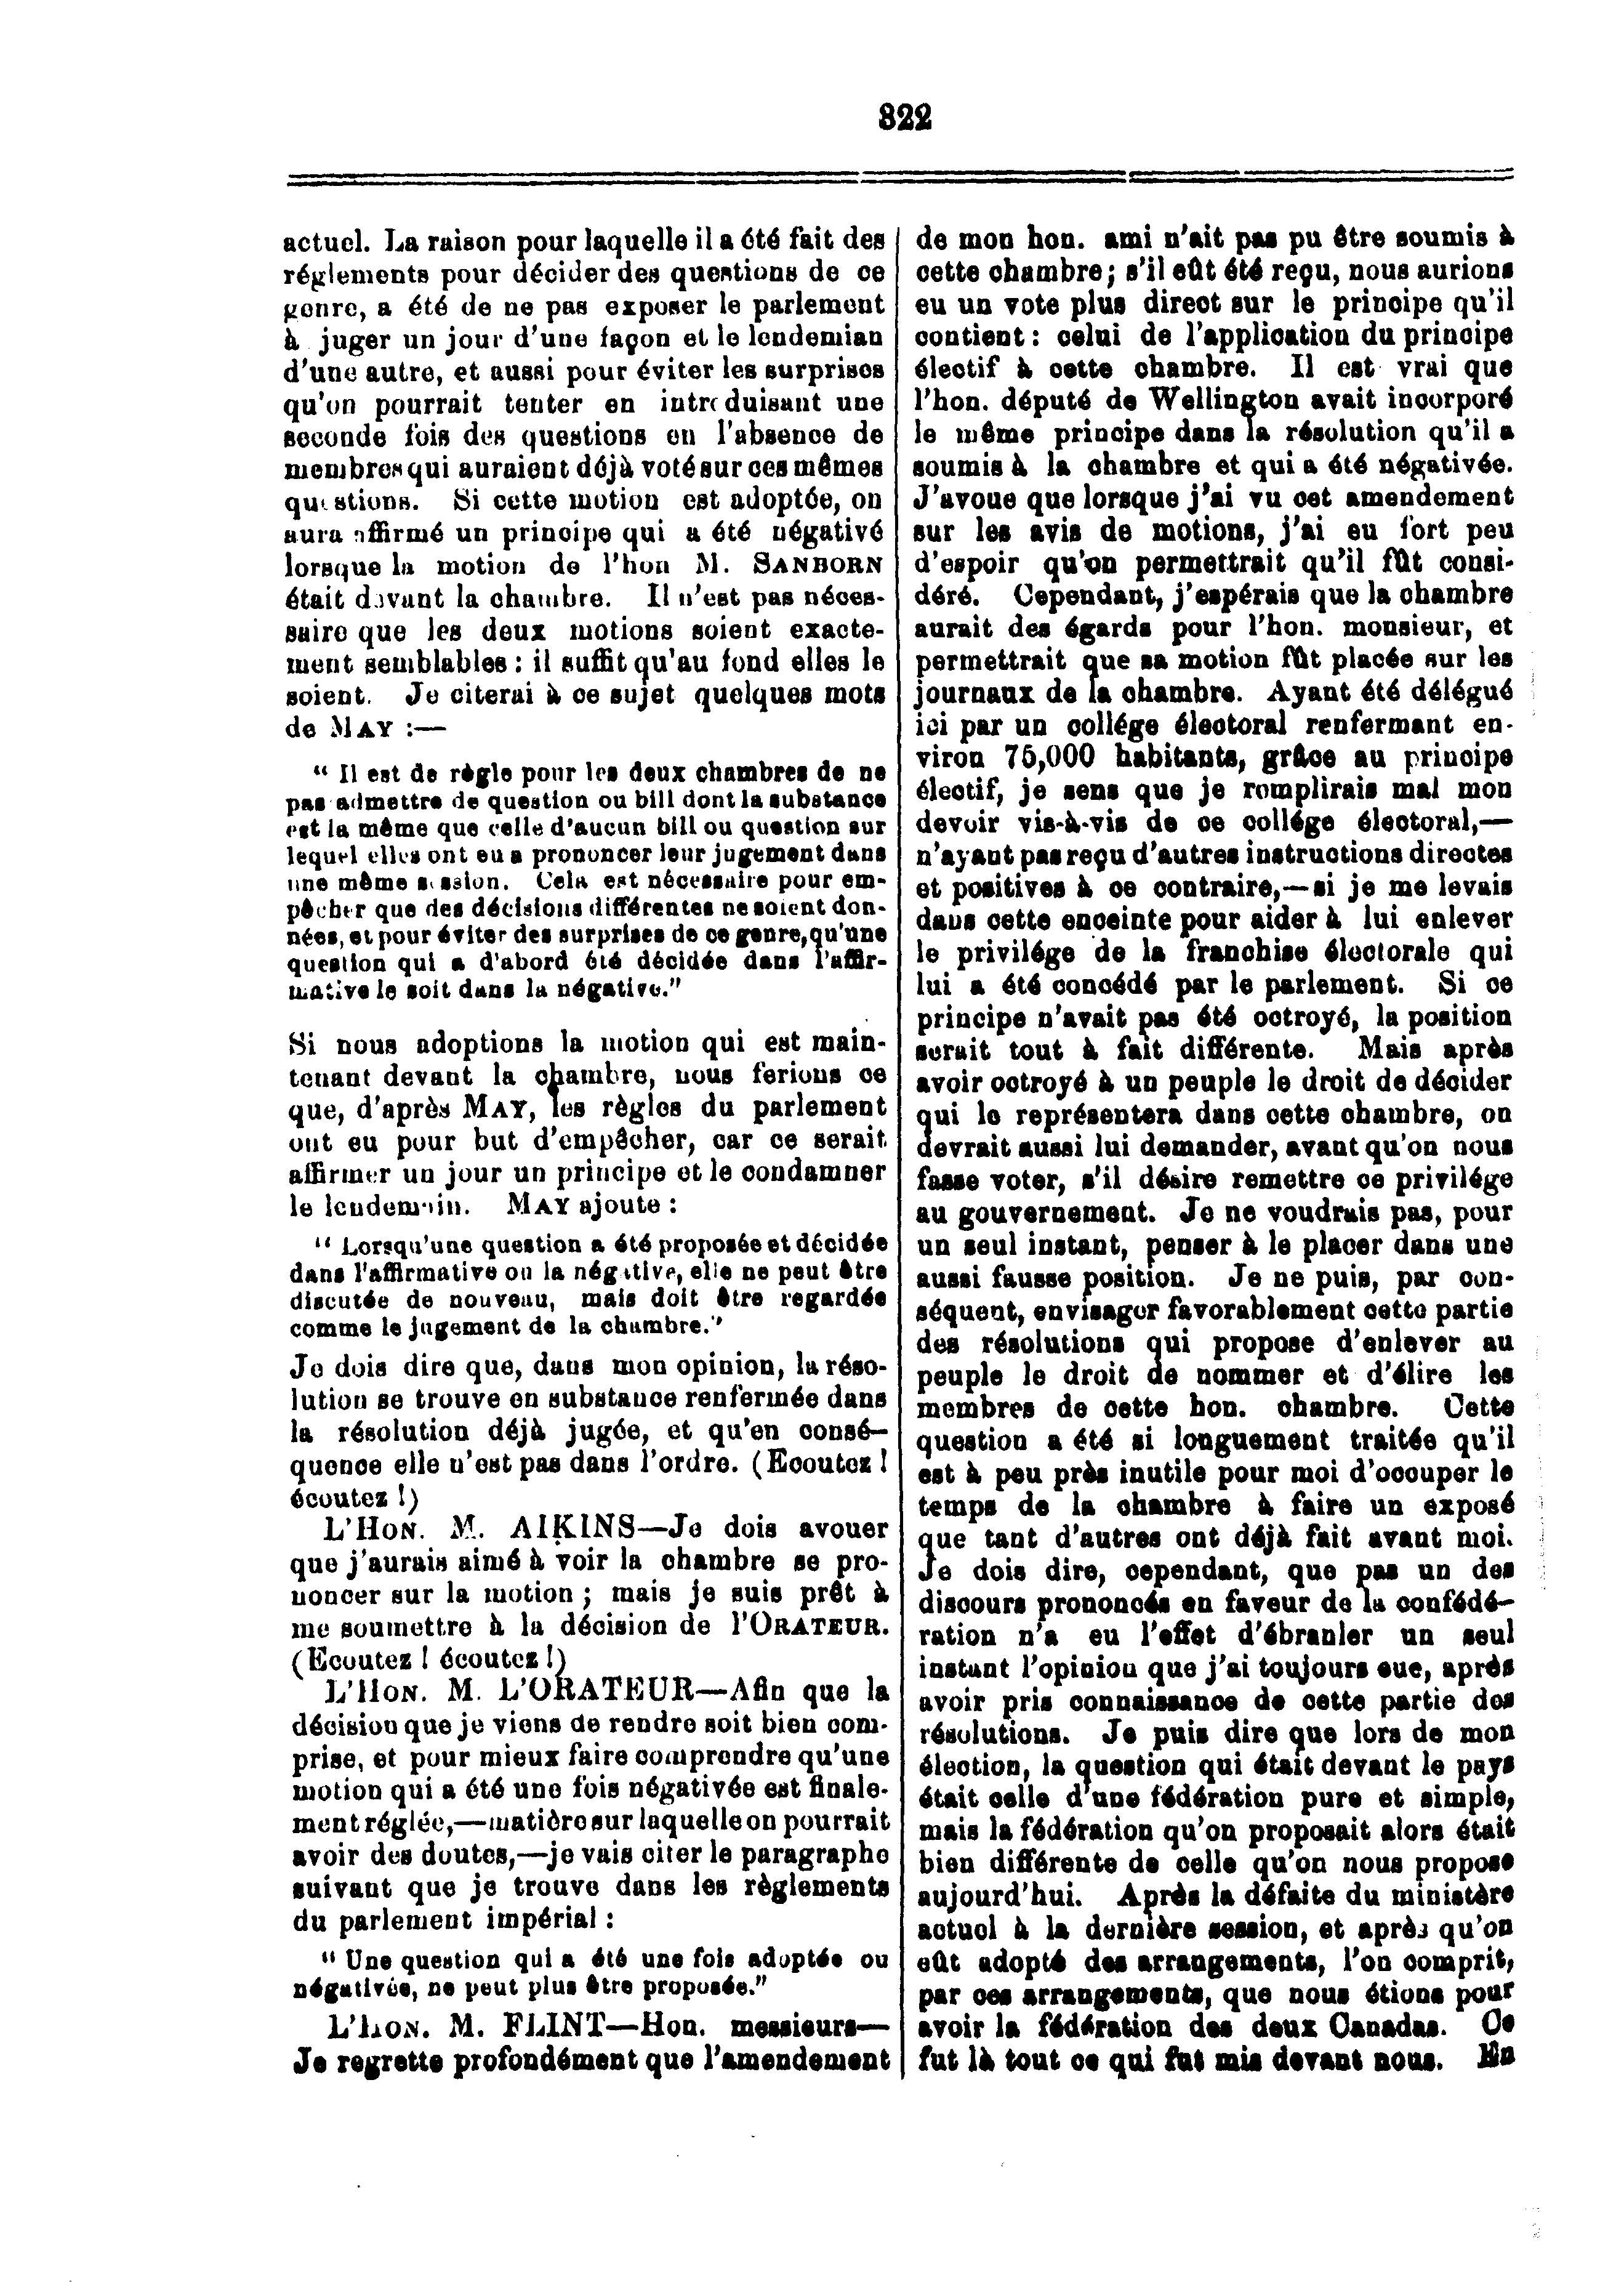 322
actuel. La raison pour laquelle il a été fait des
réglements pour décider des questions de ce
genre, a été de ne pas exposer le parlement
à juger un jour d'une façon et le lendemian
d'une autre, et aussi pour éviter les surprises
qu'on pourrait tenter en introduisant une
seconde fois des questions en l'absence de
membres qui auraient déjà voté sur ces mêmes
questions. Si cette motion est adoptée, on
aura affirmé un principe qui a été négativé
lorsque la motion de l'hon M. SANBORN
était devant la chambre. Il n'est pas néces-
saire que les deux motions soient exacte-
ment semblables : il suffit qu'au fond elles le
soient. Je citerai à ce sujet quelques mots
de MAY :—
“ Il est de règle pour les deux chambres de ne
pas admettre de question ou bill dont la substance
est la même que celle d'aucun bill ou question sur
lequel elles ont eu a prononcer leur jugement dans
une même session. Cela est nécessaire pour em-
pêcher que des décisions différentes ne soient don-
nées, et pour éviter des surprises de ce genre, qu'une
question qui a d'abord été décidée dans l'affir-
mative le soit dans la négative.”
Si nous adoptions la motion qui est main-
tenant devant la chambre, nous ferions ce
que, d'après MAY, les règles du parlement
ont eu pour but d'empêcher, car ce serait
affirmer un jour un principe et le condamner
le lendemain. MAY ajoute :
“ Lorsqu'une question a été proposée et décidée
dans l'affirmative ou la négative, elle ne peut être
discutée de nouveau, mais doit être regardée
comme le jugement de la chambre.”
Je dois dire que, dans mon opinion, la réso-
lution se trouve en substance renfermée dans
la résolution déjà jugée, et qu'en consé—
quence elle n'est pas dans l'ordre. (Ecoutez !
écoutez !)
L'HON. M. AIKINS—Je dois avouer
que j'aurais aimé à voir la chambre se pro-
noncer sur la motion ; mais je suis prêt à
me soumettre à la décision de l'ORATEUR.
(Ecoutez ! écoutez !)
L'HON. M. L'ORATEUR—Afin que la
décision que je viens de rendre soit bien com-
prise, et pour mieux faire comprendre qu'une
motion qui a été une fois négativée est finale-
ment réglée,—matière sur laquelle on pourrait
avoir des doutes,—je vais citer le paragraphe
suivant que je trouve dans les règlements
du parlement impérial :
“ Une question qui a été une fois adoptée ou
négativée, ne peut plus être proposée.”
L'HON. M. FLINT—Hon. messieurs—
Je regrette profondément que l'amendement
de mon hon. ami n'ait pas pu être soumis à
cette chambre ; s'il eût été reçu, nous aurions
eu un vote plus direct sur le principe qu'il
contient : celui de l'application du principe
électif à cette chambre. Il est vrai que
l'hon. député de Wellington avait incorporé
le même principe dans la résolution qu'il a
soumis à la chambre et qui a été négativée.
J'avoue que lorsque j'ai vu cet amendement
sur les avis de motions, j'ai eu fort peu
d'espoir qu'on permettrait qu'il fût consi-
déré. Cependant, j'espérais que la chambre
aurait des égards pour l'hon. monsieur, et
permettrait que sa motion fût placée sur les
journaux de la chambre. Ayant été délégué
ici par un collége électoral renfermant en-
viron 75,000 habitants, grâce au principe
électif, je sens que je remplirais mal mon
devoir vis-à-vis de ce collége électoral,—
n'ayant pas reçu d'autres instructions directes
et positives à ce contraire,—si je me levais
dans cette enceinte pour aider à lui enlever
le privilége de la franchise électorale qui
lui a été concédé par le parlement. Si ce
principe n'avait pas été octroyé, la position
serait tout à fait différente. Mais après
avoir octroyé à un peuple le droit de décider
qui le représentera dans cette chambre, on
devrait aussi lui demander, avant qu'on nous
fasse voter, s'il désire remettre ce privilége
au gouvernement. Je ne voudrais pas, pour
un seul instant, penser à le placer dans une
aussi fausse position. Je ne puis, par con-
séquent, envisager favorablement cette partie
des résolutions qui propose d'enlever au
peuple le droit de nommer et d'élire les
membres de cette hon. chambre. Cette
question a été si longuement traitée qu'il
est à peu près inutile pour moi d'occuper le
temps de la chambre à faire un exposé
que tant d'autres ont déjà fait avant moi.
Je dois dire, cependant, que pas un des
discours prononcés en faveur de la confédé—
ration n'a eu l'effet d'ébranler un seul
instant l'opinion que j'ai toujours eue, après
avoir pris connaissance de cette partie des
résolutions. Je puis dire que lors de mon
élection, la question qui était devant le pays
était celle d'une fédération pure et simple,
mais la fédération qu'on proposait alors était
bien différente de celle qu'on nous propose
aujourd'hui. Après la défaite du ministère
actuel à la dernière session, et après qu'on
eût adopté des arrangements, l'on comprit,
par ces arrangements, que nous étions pour
avoir la fédération des deux Canadas. Ce
fut là tout ce qui fut mis devant nous. En